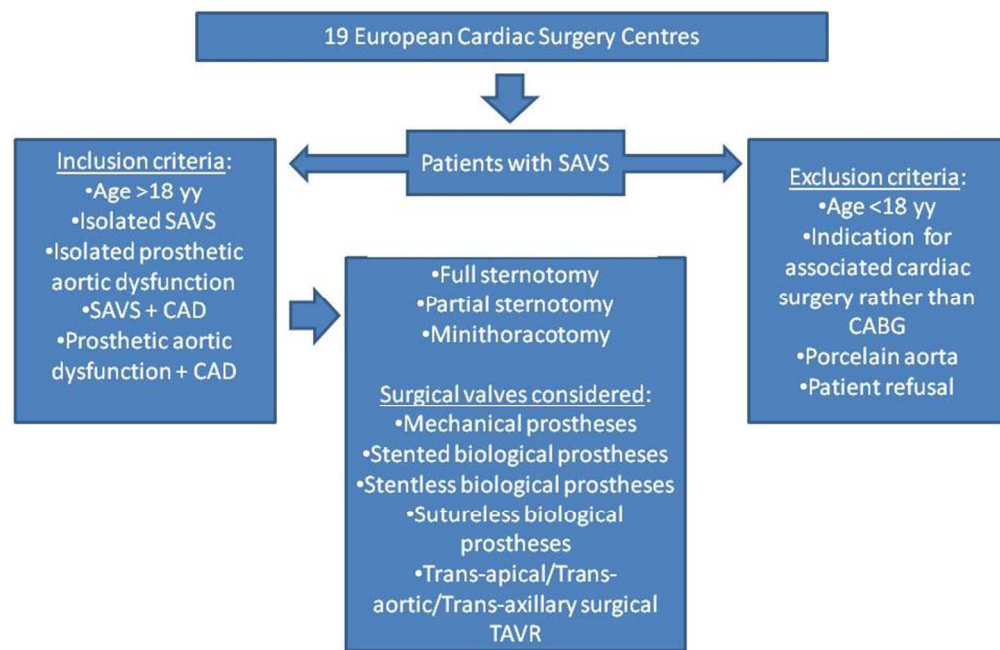 19 European Cardiac Surgery Centres
Patients with SAVS
Inclusion criteria:
•Age >18 yy
•Isolated SAVS
•Isolated prosthetic
aortic dysfunction
•SAVS + CAD
•Prosthetic aortic
dysfunction + CAD
Exclusion criteria:
•Age <18 yy
•Indication for
associated cardiac
surgery rather than
CABG
•Porcelain aorta
•Patient refusal
•Full sternotomy
•Partial sternotomy
•Minithoracotomy
Surgical valves considered:
•Mechanical prostheses
•Stented biological prostheses
•Stentless biological prostheses
•Sutureless biological
prostheses
•Trans-apical/Trans-
aortic/Trans-axillary surgical
TAVR